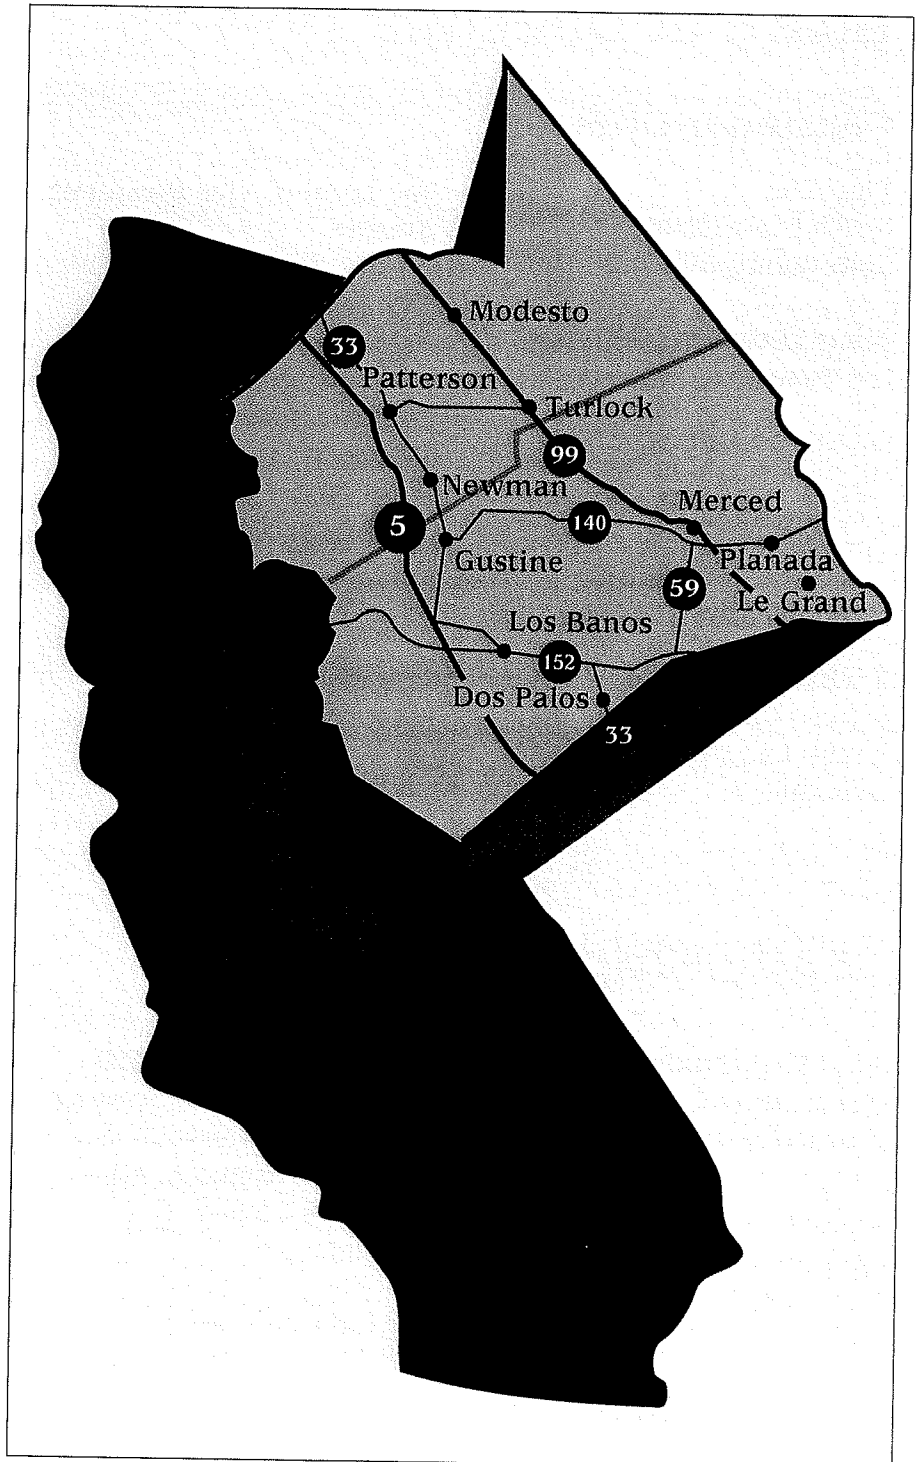 Modesto
33
Patterson
Turlock
99
Newman
Merced
5
140
Gustine
Planada
59
Le Grand
Los Banos
152
Dos Palos
33